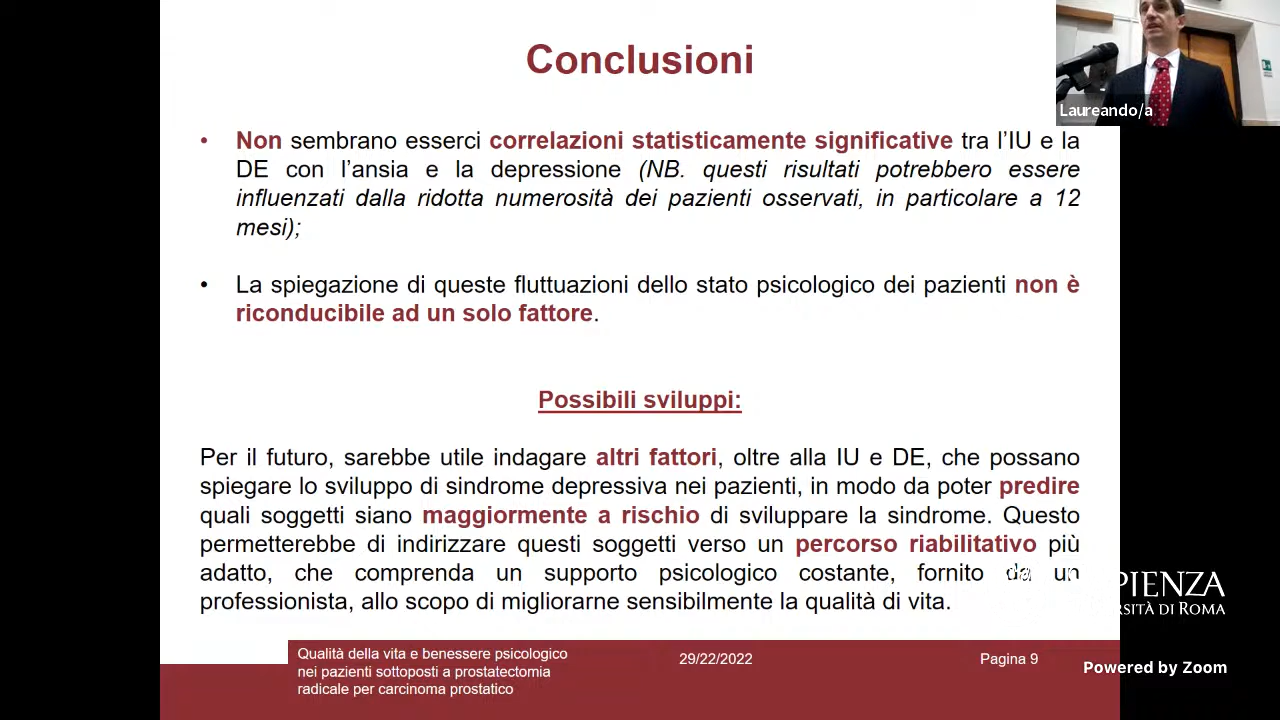 Conclusioni
Laureando/a
• Non sembrano esserci correlazioni statisticamente significative tra l'IU e la
DE con l'ansia e la depressione (NB. questi risultati potrebbero essere
influenzati dalla ridotta numerosità dei pazienti osservati, in particolare a 12
mesi);
• La spiegazione di queste fluttuazioni dello stato psicologico dei pazienti non è
riconducibile ad un solo fattore.
Possibili sviluppi:
Per il futuro, sarebbe utile indagare altri fattori, oltre alla IU e DE, che possano
spiegare lo sviluppo di sindrome depressiva nei pazienti, in modo da poter predire
quali soggetti siano maggiormente a rischio di sviluppare la sindrome. Questo
permetterebbe di indirizzare questi soggetti verso un percorso riabilitativo più
adatto, che comprenda un supporto psicologico costante, fornito da un
professionista, allo scopo di migliorarne sensibilmente la qualità di vita.
PIENZA
RSITÀ DI ROMA
Qualità della vita e benessere psicologico
nei pazienti sottoposti a prostatectomia
radicale per carcinoma prostatico
29/22/2022
Pagina 9
Powered by Zoom